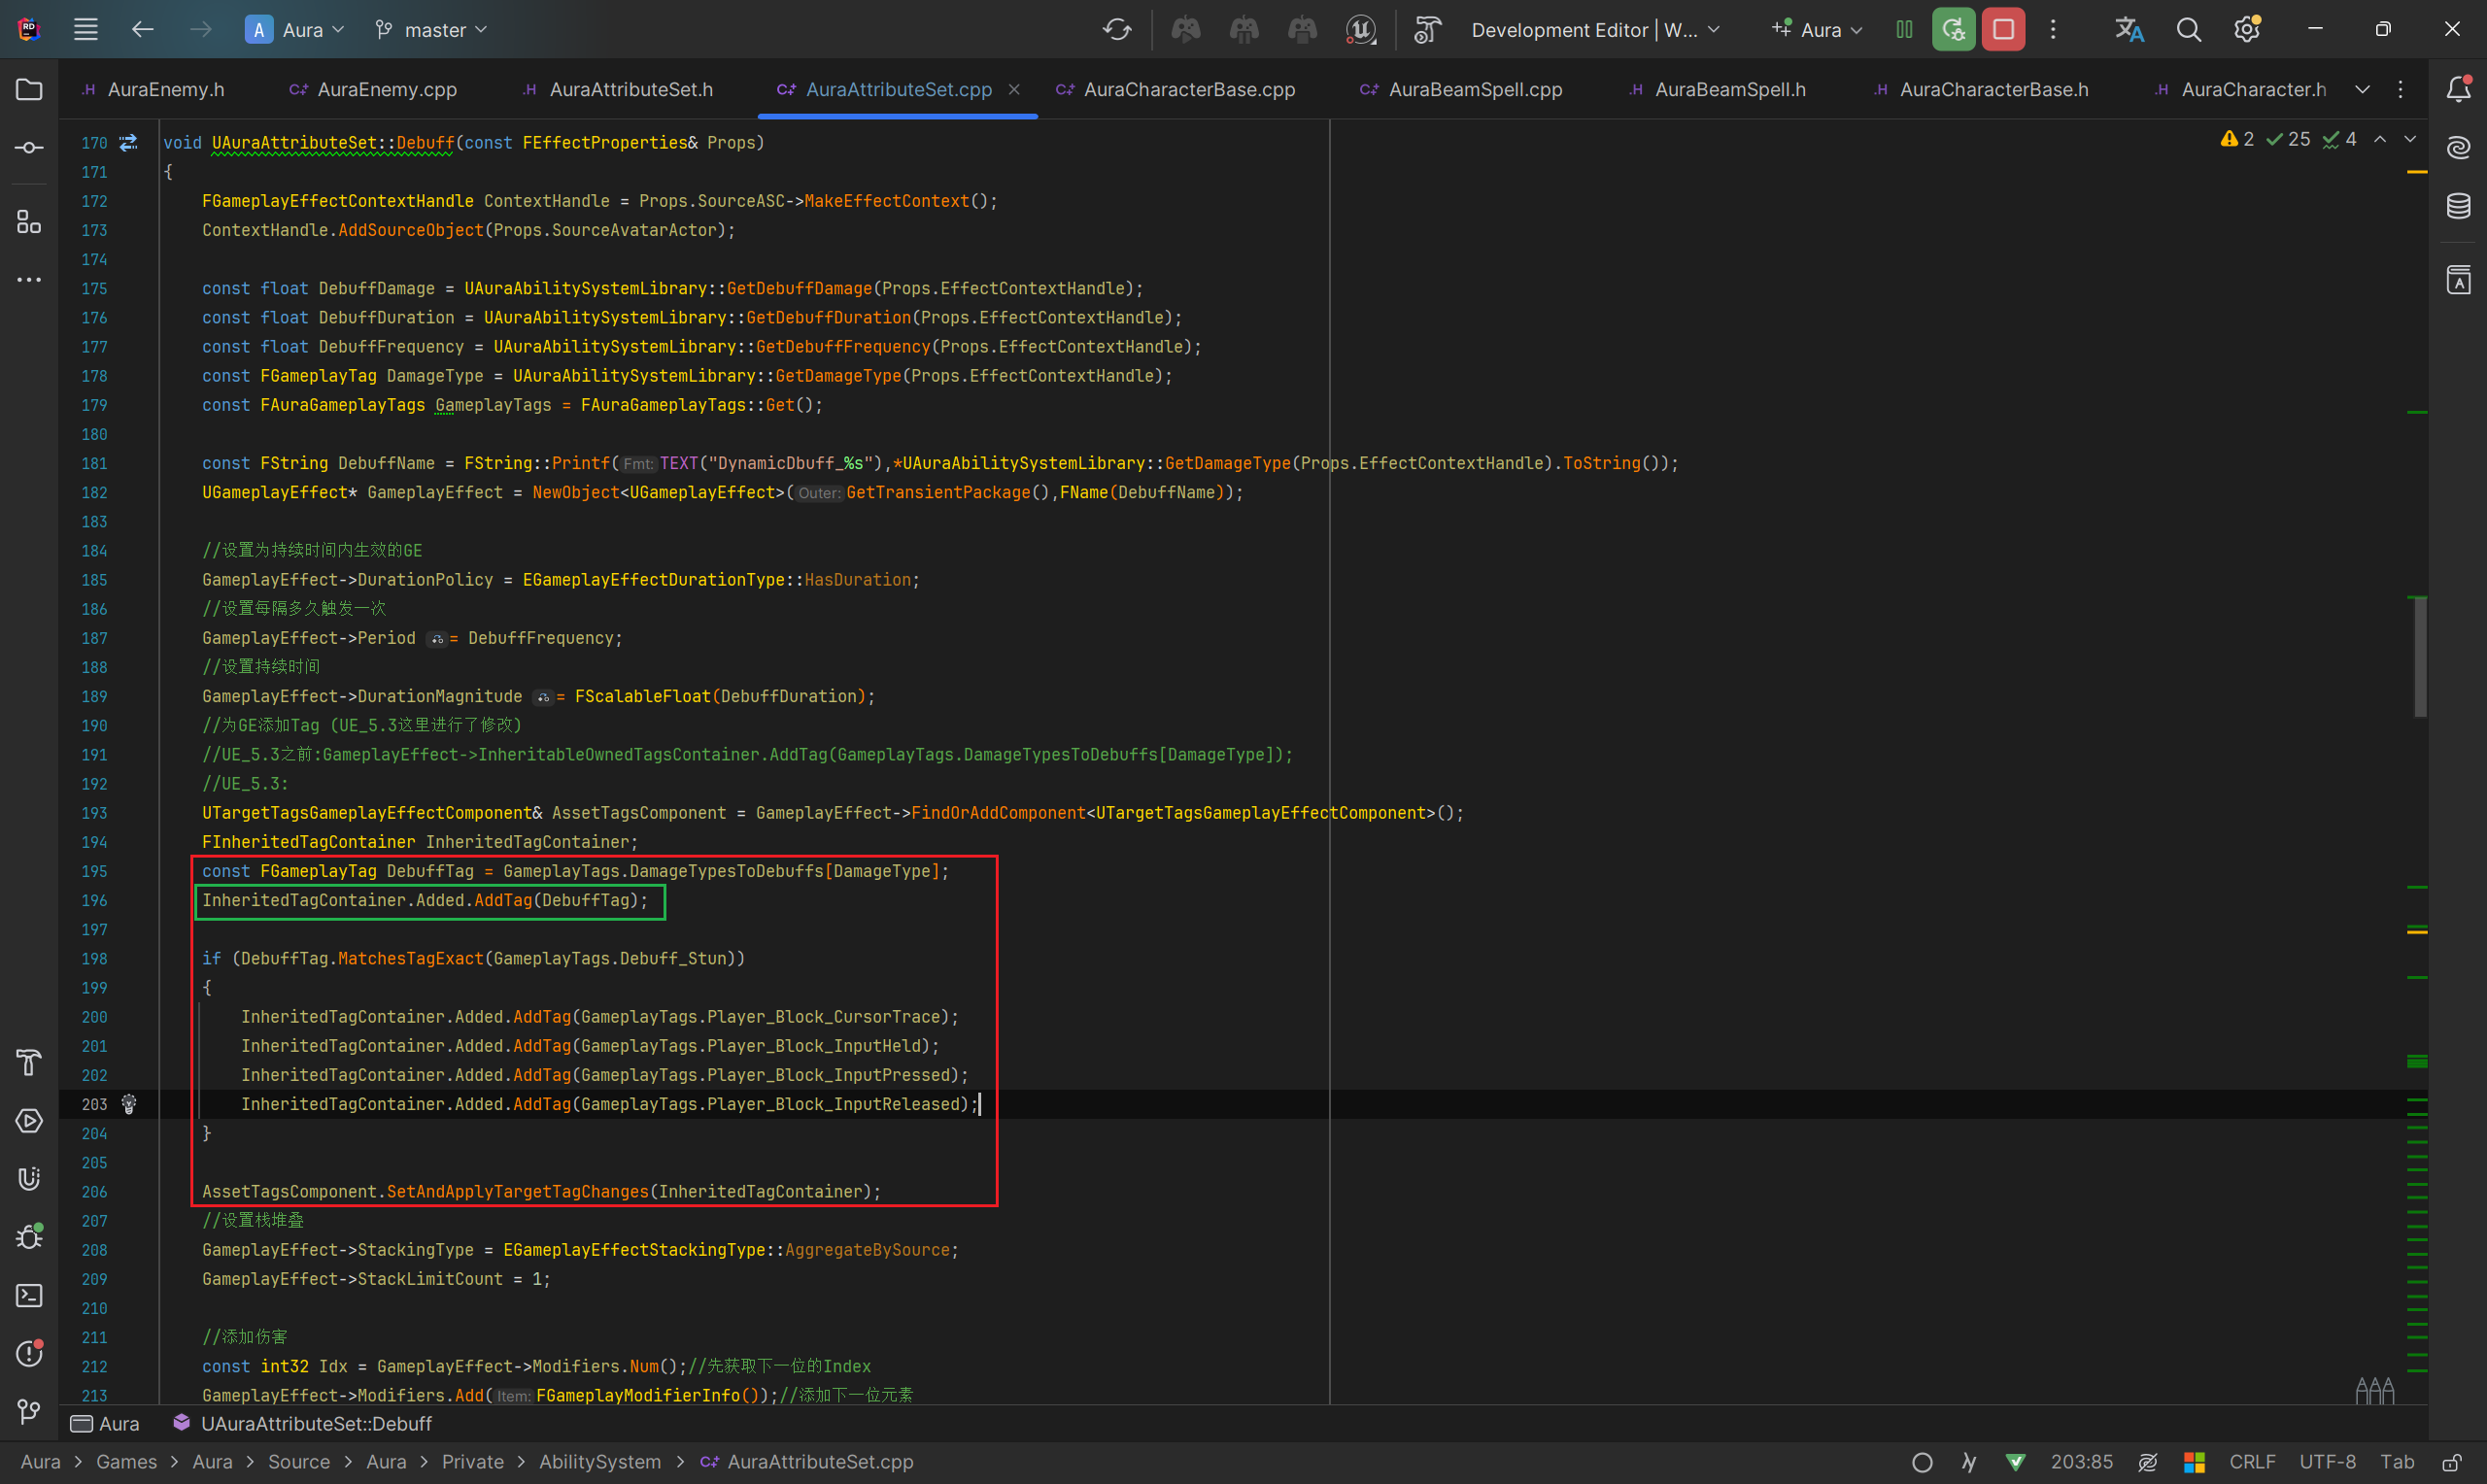 Aura master Development Editor | W... Aura
AuraEnemy.h AuraEnemy.cpp AuraAttributeSet.h AuraAttributeSet.cpp AuraCharacterBase.cpp AuraBeamSpell.cpp AuraBeamSpell.h AuraCharacterBase.h AuraCharacter.h
2 25 4
170 void UAuraAttributeSet::Debuff(const FEffectProperties& Props)
171 {
172 FGameplayEffectContextHandle ContextHandle = Props.SourceASC->MakeEffectContext();
173 ContextHandle.AddSourceObject(Props.SourceAvatarActor);
174
175 const float DebuffDamage = UAuraAbilitySystemLibrary::GetDebuffDamage(Props.EffectContextHandle);
176 const float DebuffDuration = UAuraAbilitySystemLibrary::GetDebuffDuration(Props.EffectContextHandle);
177 const float DebuffFrequency = UAuraAbilitySystemLibrary::GetDebuffFrequency(Props.EffectContextHandle);
178 const FGameplayTag DamageType = UAuraAbilitySystemLibrary::GetDamageType(Props.EffectContextHandle);
179 const FAuraGameplayTags GameplayTags = FAuraGameplayTags::Get();
180
181 const FString DebuffName = FString::Printf(Fmt: TEXT("DynamicDbuff_%s"),*UAuraAbilitySystemLibrary::GetDamageType(Props.EffectContextHandle).ToString());
182 UGameplayEffect* GameplayEffect = NewObject<UGameplayEffect>(Outer: GetTransientPackage(),FName(DebuffName));
183
184 //设置为持续时间内生效的GE
185 GameplayEffect->DurationPolicy = EGameplayEffectDurationType::HasDuration;
186 //设置每隔多久触发一次
187 GameplayEffect->Period = DebuffFrequency;
188 //设置持续时间
189 GameplayEffect->DurationMagnitude = FScalableFloat(DebuffDuration);
190 //为GE添加Tag (UE_5.3这里进行了修改)
191 //UE_5.3之前:GameplayEffect->InheritableOwnedTagsContainer.AddTag(GameplayTags.DamageTypesToDebuffs[DamageType]);
192 //UE_5.3:
193 UTargetTagsGameplayEffectComponent& AssetTagsComponent = GameplayEffect->FindOrAddComponent<UTargetTagsGameplayEffectComponent>();
194 FInheritedTagContainer InheritedTagContainer;
195 const FGameplayTag DebuffTag = GameplayTags.DamageTypesToDebuffs[DamageType];
196 InheritedTagContainer.Added.AddTag(DebuffTag);
197
198 if (DebuffTag.MatchesTagExact(GameplayTags.Debuff_Stun))
199 {
200 InheritedTagContainer.Added.AddTag(GameplayTags.Player_Block_CursorTrace);
201 InheritedTagContainer.Added.AddTag(GameplayTags.Player_Block_InputHeld);
202 InheritedTagContainer.Added.AddTag(GameplayTags.Player_Block_InputPressed);
203 InheritedTagContainer.Added.AddTag(GameplayTags.Player_Block_InputReleased);
204 }
205
206 AssetTagsComponent.SetAndApplyTargetTagChanges(InheritedTagContainer);
207 //设置栈堆叠
208 GameplayEffect->StackingType = EGameplayEffectStackingType::AggregateBySource;
209 GameplayEffect->StackLimitCount = 1;
210
211 //添加伤害
212 const int32 Idx = GameplayEffect->Modifiers.Num();//先获取下一位的Index
213 GameplayEffect->Modifiers.Add(Item: FGameplayModifierInfo());//添加下一位元素
Aura UAuraAttributeSet::Debuff
Aura > Games > Aura > Source > Aura > Private > AbilitySystem > AuraAttributeSet.cpp 203:85 CRLF UTF-8 Tab